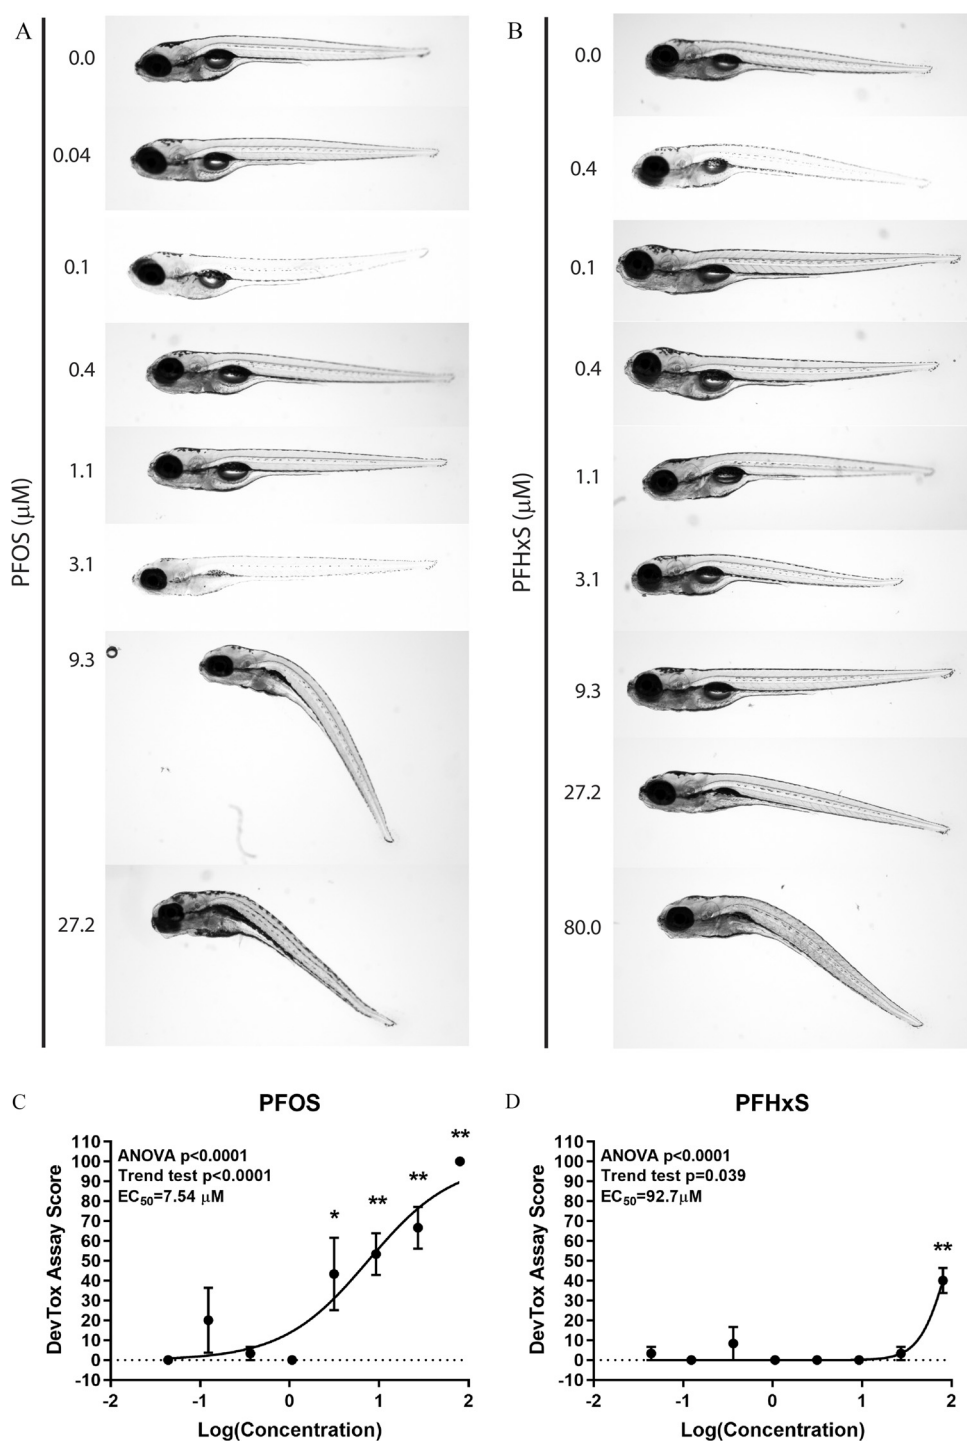 A
0.0
0.04
0.1
0.4
1.1
3.1
9.3
27.2
PFOS (μM)
B
0.0
0.4
0.1
0.4
1.1
3.1
9.3
27.2
80.0
PFHxS (μM)
C
PFOS
ANOVA p<0.0001
Trend test p<0.0001
EC50=7.54 μM
*
**
**
**
110
100
90
80
70
60
50
40
30
20
10
0
-10
DevTox Assay Score
-2 -1 0 1 2
Log(Concentration)
D
PFHxS
ANOVA p<0.0001
Trend test p=0.039
EC50=92.7μM
**
110
100
90
80
70
60
50
40
30
20
10
0
-10
DevTox Assay Score
-2 -1 0 1 2
Log(Concentration)